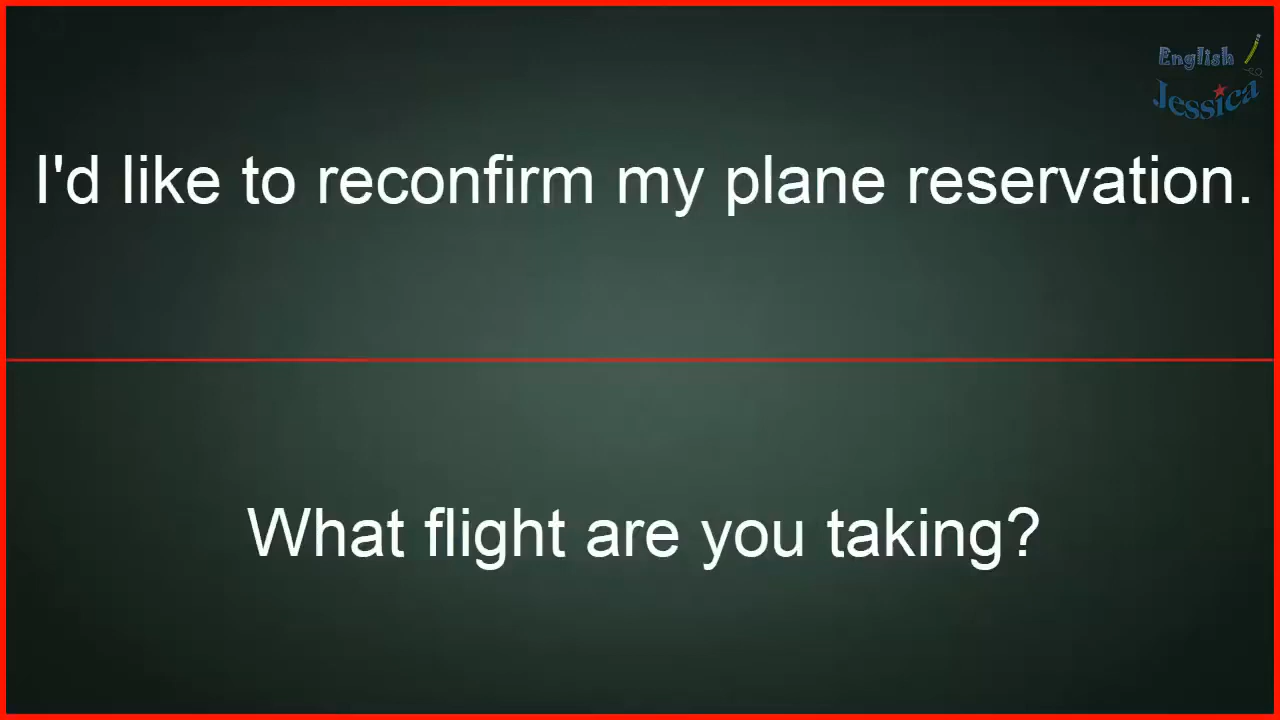 English
Jessica
I'd like to reconfirm my plane reservation.
What flight are you taking?